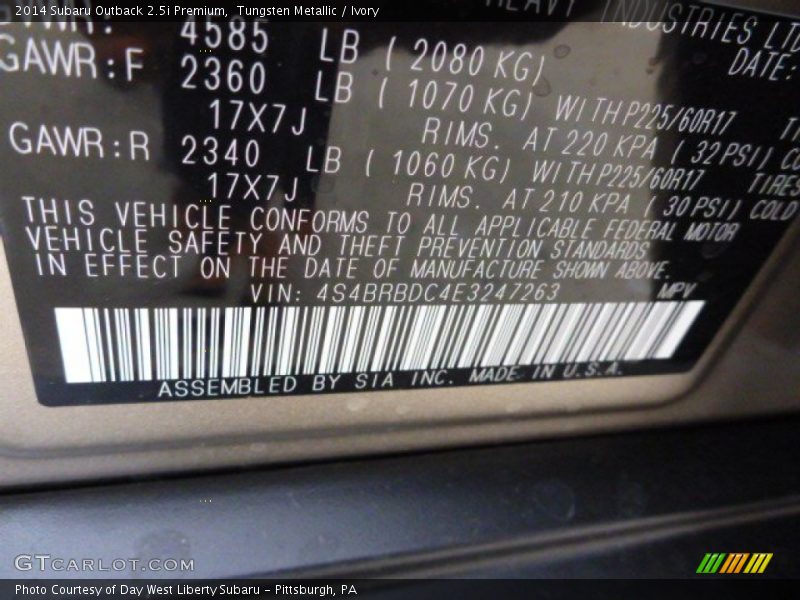 2014 Subaru Outback 2.5i Premium, Tungsten Metallic / Ivory
HEAVY INDUSTRIES LTD
4585 LB ( 2080 KG) DATE:
GAWR:F 2360 LB ( 1070 KG) WITH P225/60R17
17X7J RIMS. AT 220 KPA ( 32 PSI)
GAWR:R 2340 LB ( 1060 KG) WITH P225/60R17 TIRES
17X7J RIMS. AT 210 KPA ( 30 PSI) COLD
THIS VEHICLE CONFORMS TO ALL APPLICABLE FEDERAL MOTOR
VEHICLE SAFETY AND THEFT PREVENTION STANDARDS
IN EFFECT ON THE DATE OF MANUFACTURE SHOWN ABOVE.
VIN: 4S4BRBDC4E3247263 MPV
ASSEMBLED BY SIA INC. MADE IN U.S.A.
GTCARLOT.COM
Photo Courtesy of Day West Liberty Subaru - Pittsburgh, PA